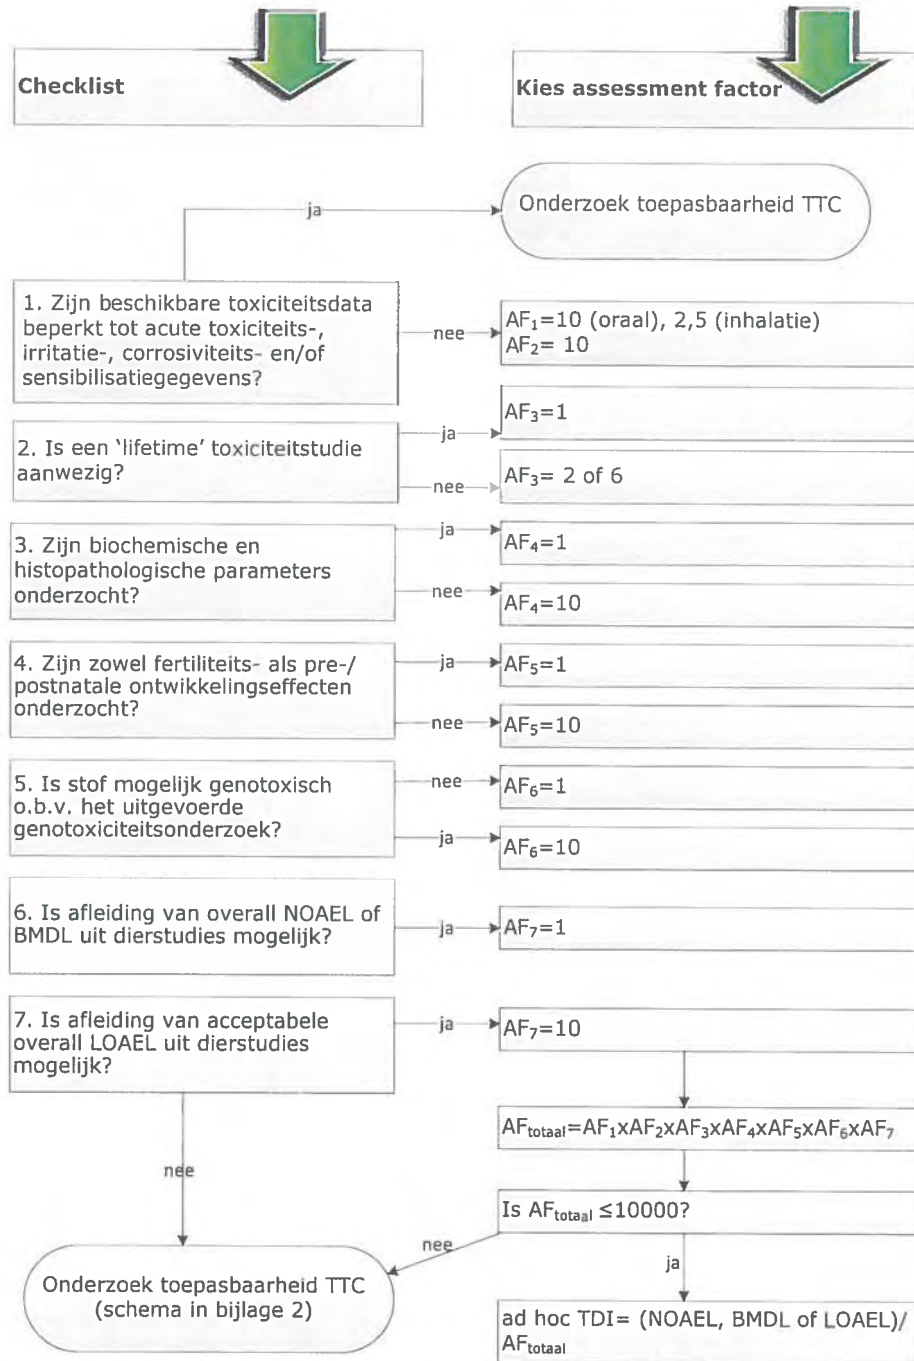 Checklist
Kies assessment factor
ja
Onderzoek toepasbaarheid TTC
1. Zijn beschikbare toxiciteitsdata
beperkt tot acute toxiciteits-,
irritatie-, corrosiviteits- en/of
sensibilisatiegegevens?
nee
AF₁=10 (oraal), 2,5 (inhalatie)
AF₂= 10
2. Is een ‘lifetime’ toxiciteitstudie
aanwezig?
ja
AF₃=1
nee
AF₃= 2 of 6
3. Zijn biochemische en
histopathologische parameters
onderzocht?
ja
AF₄=1
nee
AF₄=10
4. Zijn zowel fertiliteits- als pre-/
postnatale ontwikkelingseffecten
onderzocht?
ja
AF₅=1
nee
AF₅=10
5. Is stof mogelijk genotoxisch
o.b.v. het uitgevoerde
genotoxiciteitsonderzoek?
nee
AF₆=1
ja
AF₆=10
6. Is afleiding van overall NOAEL of
BMDL uit dierstudies mogelijk?
ja
AF₇=1
7. Is afleiding van acceptabele
overall LOAEL uit dierstudies
mogelijk?
ja
AF₇=10
AFtotaal=AF₁xAF₂xAF₃xAF₄xAF₅xAF₆xAF₇
nee
Is AFtotaal ≤10000?
nee
ja
Onderzoek toepasbaarheid TTC
(schema in bijlage 2)
ad hoc TDI= (NOAEL, BMDL of LOAEL)/
AFtotaal